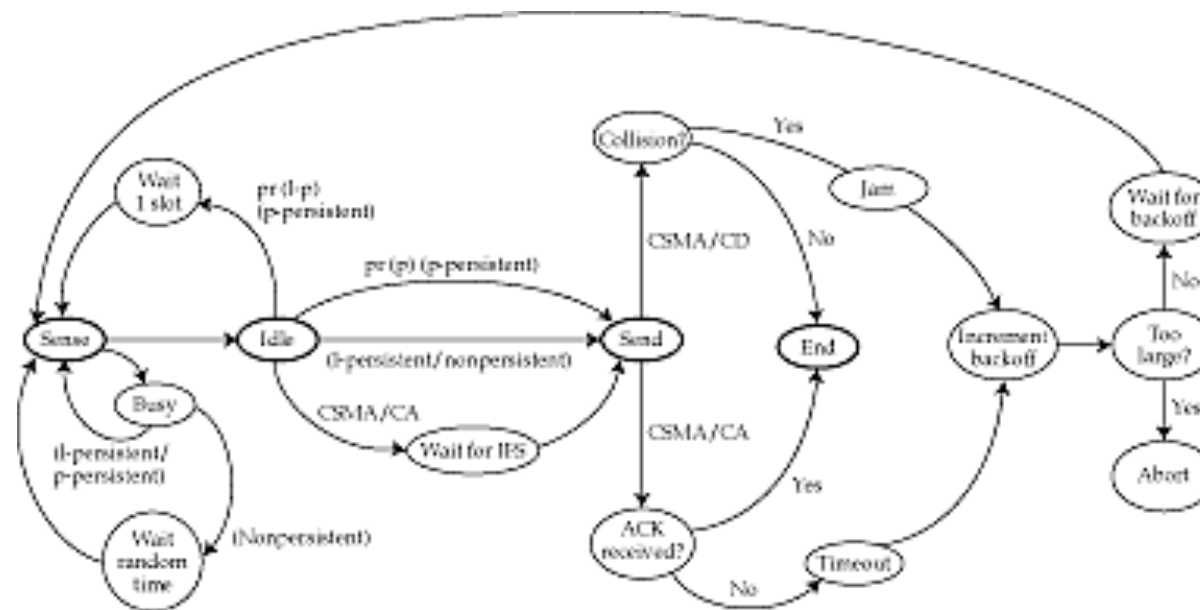 Collision?
Yes
Wait
1 slot
pr (1-p)
(p-persistent)
Jam
Wait for
backoff
CSMA/CD
No
pr (p) (p-persistent)
No
Sense
Idle
Send
End
Increment
backoff
Too
large?
(1-persistent/nonpersistent)
Busy
CSMA/CA
Yes
CSMA/CA
Wait for IFS
(1-persistent/
p-persistent)
Abort
Yes
Wait
random
time
(Nonpersistent)
ACK
received?
Timeout
No